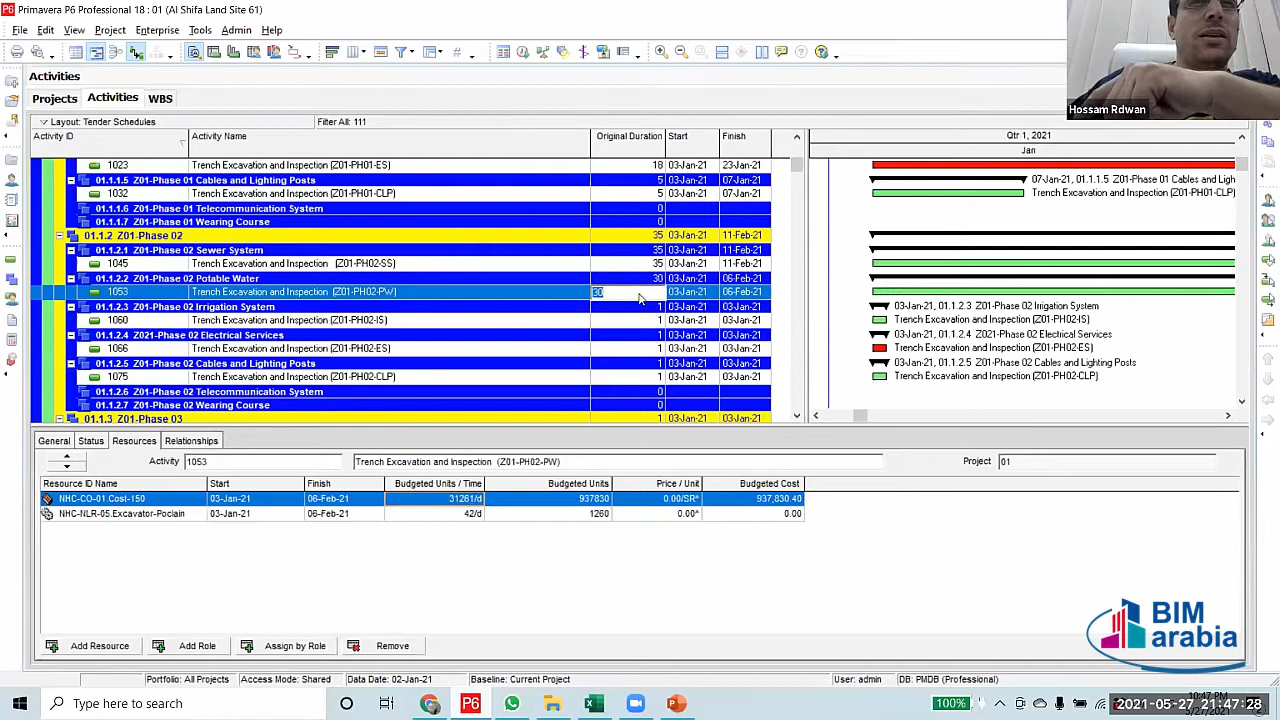 Primavera P6 Professional 18 : 01 (Al Shifa Land Site 61)
File Edit View Project Enterprise Tools Admin Help
Hossam Rdwan
Activities
Projects Activities WBS
Layout: Tender Schedules Filter All: 111
Activity ID Activity Name Original Duration Start Finish Qtr 1, 2021
Jan
1023 Trench Excavation and Inspection (Z01-PH01-ES) 18 03-Jan-21 23-Jan-21
01.1.1.5 Z01-Phase 01 Cables and Lighting Posts 5 03-Jan-21 07-Jan-21 07-Jan-21, 01.1.1.5 Z01-Phase 01 Cables and Ligh
1032 Trench Excavation and Inspection (Z01-PH01-CLP) 5 03-Jan-21 07-Jan-21 Trench Excavation and Inspection (Z01-PH01-CLP)
01.1.1.6 Z01-Phase 01 Telecommunication System 0
01.1.1.7 Z01-Phase 01 Wearing Course 0
01.1.2 Z01-Phase 02 35 03-Jan-21 11-Feb-21
01.1.2.1 Z01-Phase 02 Sewer System 35 03-Jan-21 11-Feb-21
1045 Trench Excavation and Inspection (Z01-PH02-SS) 35 03-Jan-21 11-Feb-21
01.1.2.2 Z01-Phase 02 Potable Water 30 03-Jan-21 06-Feb-21
1053 Trench Excavation and Inspection (Z01-PH02-PW) 30 03-Jan-21 06-Feb-21
01.1.2.3 Z01-Phase 02 Irrigation System 1 03-Jan-21 03-Jan-21 03-Jan-21, 01.1.2.3 Z01-Phase 02 Irrigation System
1060 Trench Excavation and Inspection (Z01-PH02-IS) 1 03-Jan-21 03-Jan-21 Trench Excavation and Inspection (Z01-PH02-IS)
01.1.2.4 Z021-Phase 02 Electrical Services 1 03-Jan-21 03-Jan-21 03-Jan-21, 01.1.2.4 Z021-Phase 02 Electrical Services
1066 Trench Excavation and Inspection (Z01-PH02-ES) 1 03-Jan-21 03-Jan-21 Trench Excavation and Inspection (Z01-PH02-ES)
01.1.2.5 Z01-Phase 02 Cables and Lighting Posts 1 03-Jan-21 03-Jan-21 03-Jan-21, 01.1.2.5 Z01-Phase 02 Cables and Lighting Posts
1075 Trench Excavation and Inspection (Z01-PH02-CLP) 1 03-Jan-21 03-Jan-21 Trench Excavation and Inspection (Z01-PH02-CLP)
01.1.2.6 Z01-Phase 02 Telecommunication System 0
01.1.2.7 Z01-Phase 02 Wearing Course 0
01.1.3 Z01-Phase 03 1 03-Jan-21 03-Jan-21
General Status Resources Relationships
Activity 1053 Trench Excavation and Inspection (Z01-PH02-PW) Project 01
Resource ID Name Start Finish Budgeted Units / Time Budgeted Units Price / Unit Budgeted Cost
NHC-CO-01.Cost-150 03-Jan-21 06-Feb-21 31261/d 937830 0.00/SR* 937,830.40
NHC-NLR-05.Excavator-Poclain 03-Jan-21 06-Feb-21 42/d 1260 0.00* 0.00
BIM
arabia
Add Resource Add Role Assign by Role Remove
Portfolio: All Projects Access Mode: Shared Data Date: 02-Jan-21 Baseline: Current Project User: admin DB: PMDB (Professional)
Type here to search P6 100%
2021-05-27 21:47:28